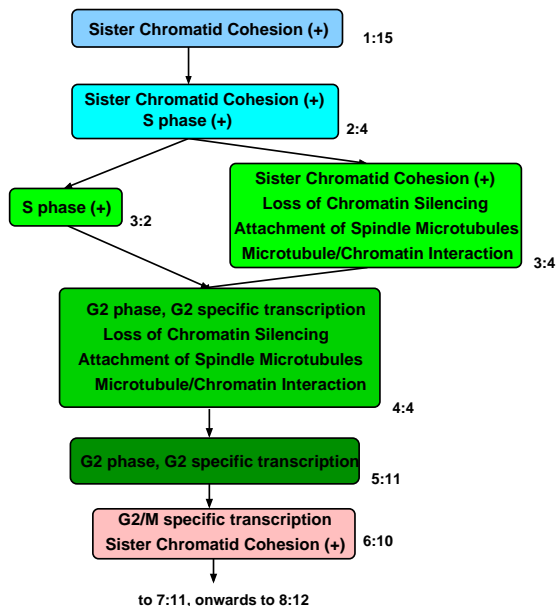 Sister Chromatid Cohesion (+)
1:15
Sister Chromatid Cohesion (+)
S phase (+)
2:4
S phase (+)
3:2
Sister Chromatid Cohesion (+)
Loss of Chromatin Silencing
Attachment of Spindle Microtubules
Microtubule/Chromatin Interaction
3:4
G2 phase, G2 specific transcription
Loss of Chromatin Silencing
Attachment of Spindle Microtubules
Microtubule/Chromatin Interaction
4:4
G2 phase, G2 specific transcription
5:11
G2/M specific transcription
Sister Chromatid Cohesion (+)
6:10
to 7:11, onwards to 8:12